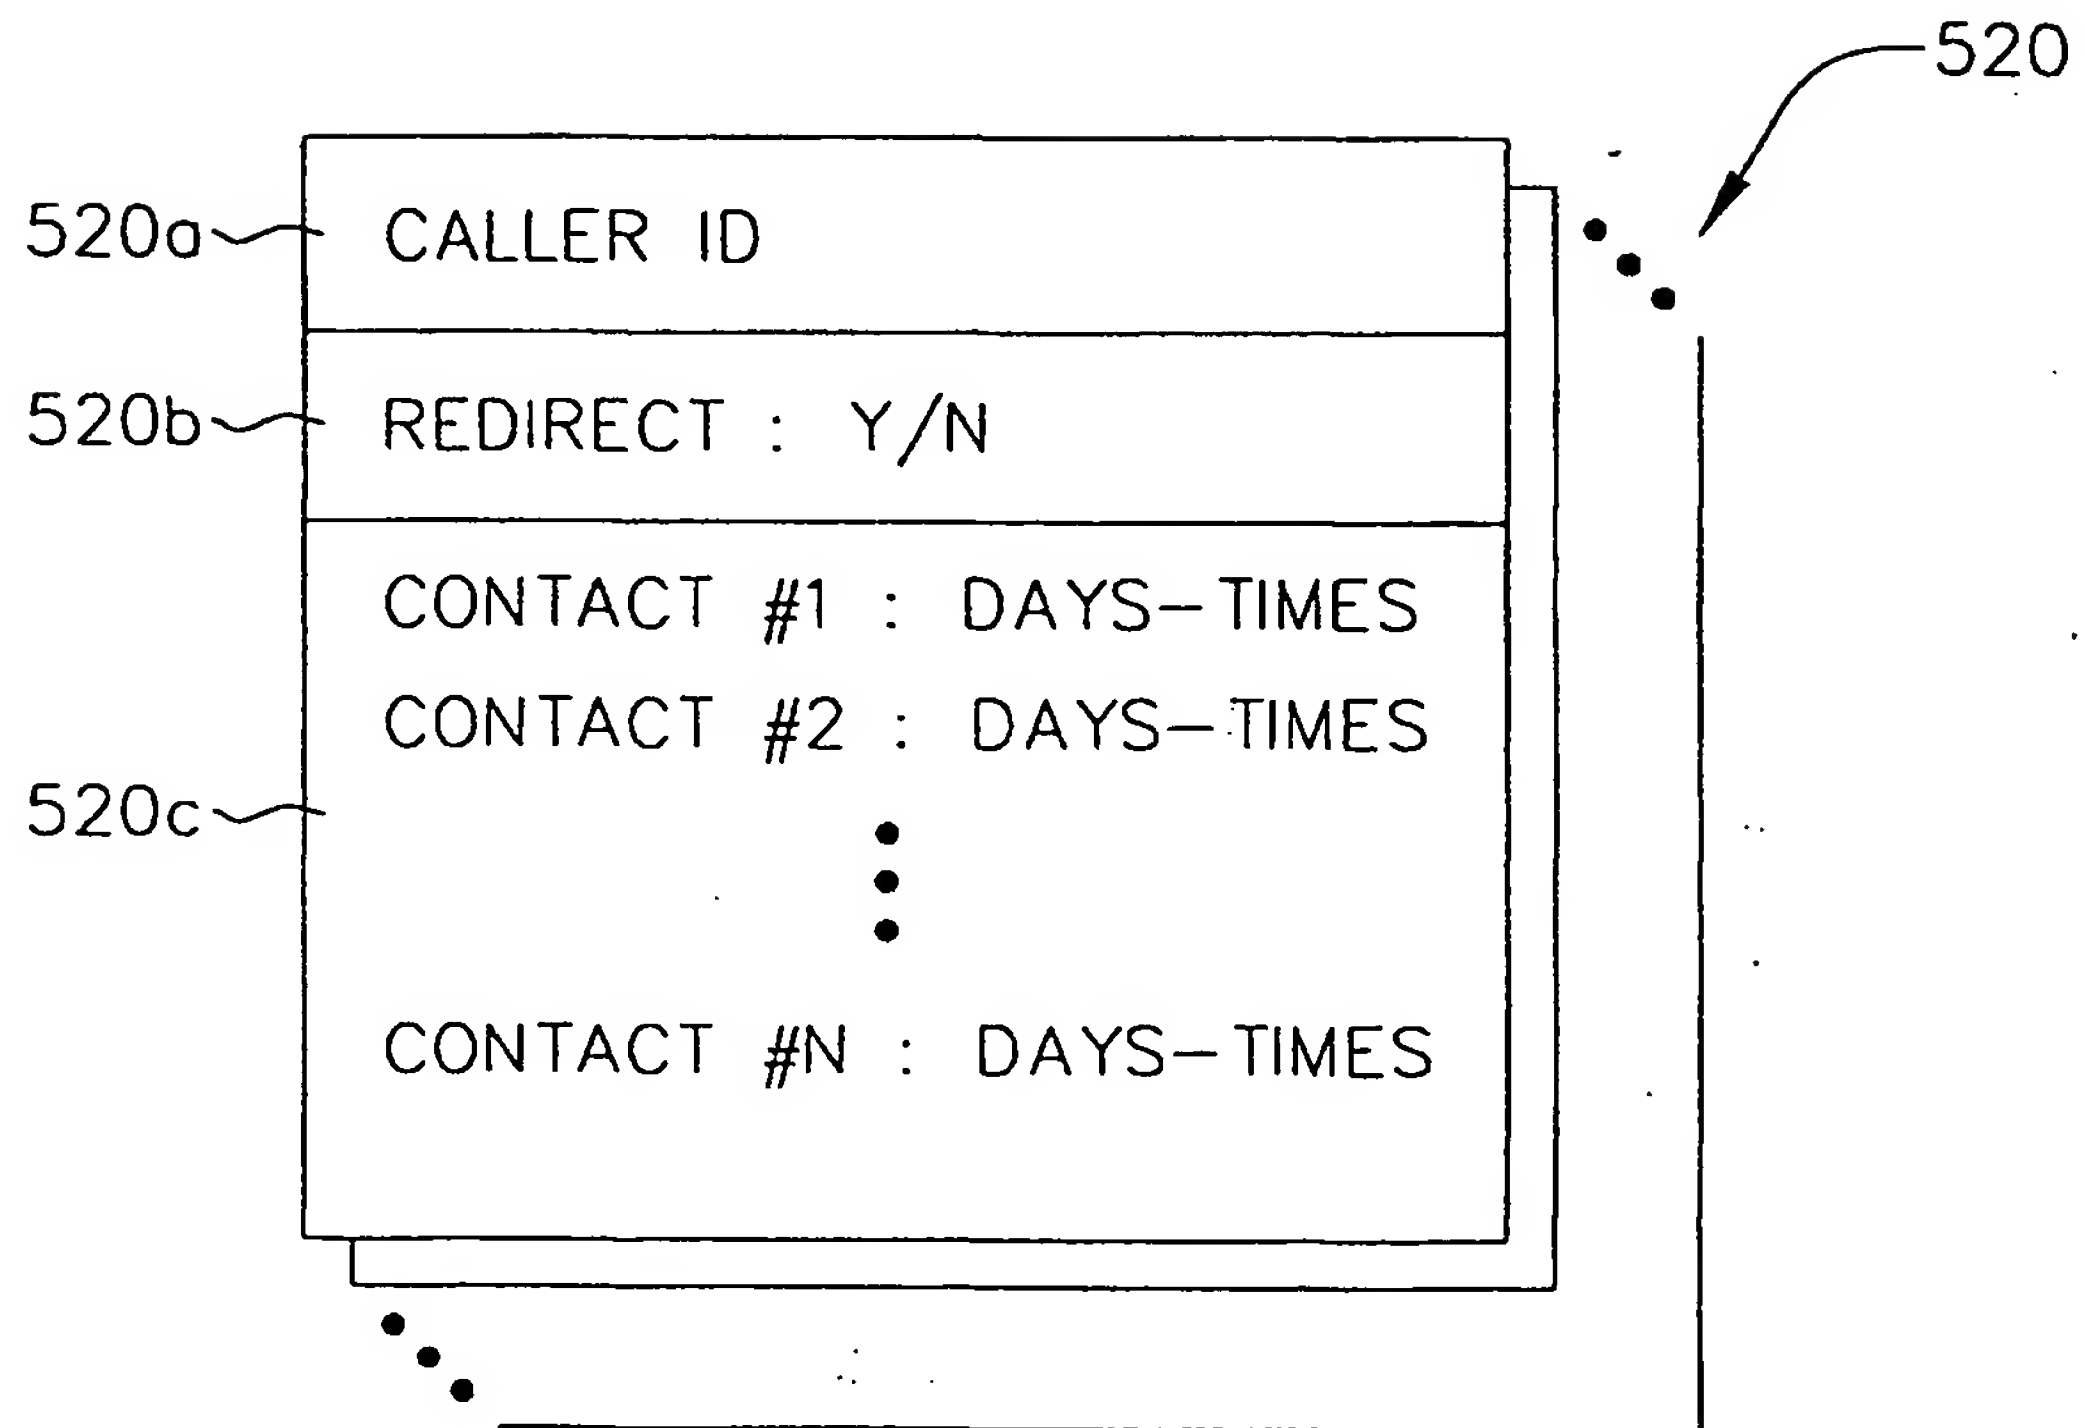 520
520a CALLER ID
520b REDIRECT : Y/N
CONTACT #1 : DAYS-TIMES
CONTACT #2 : DAYS-TIMES
520c
CONTACT #N : DAYS-TIMES